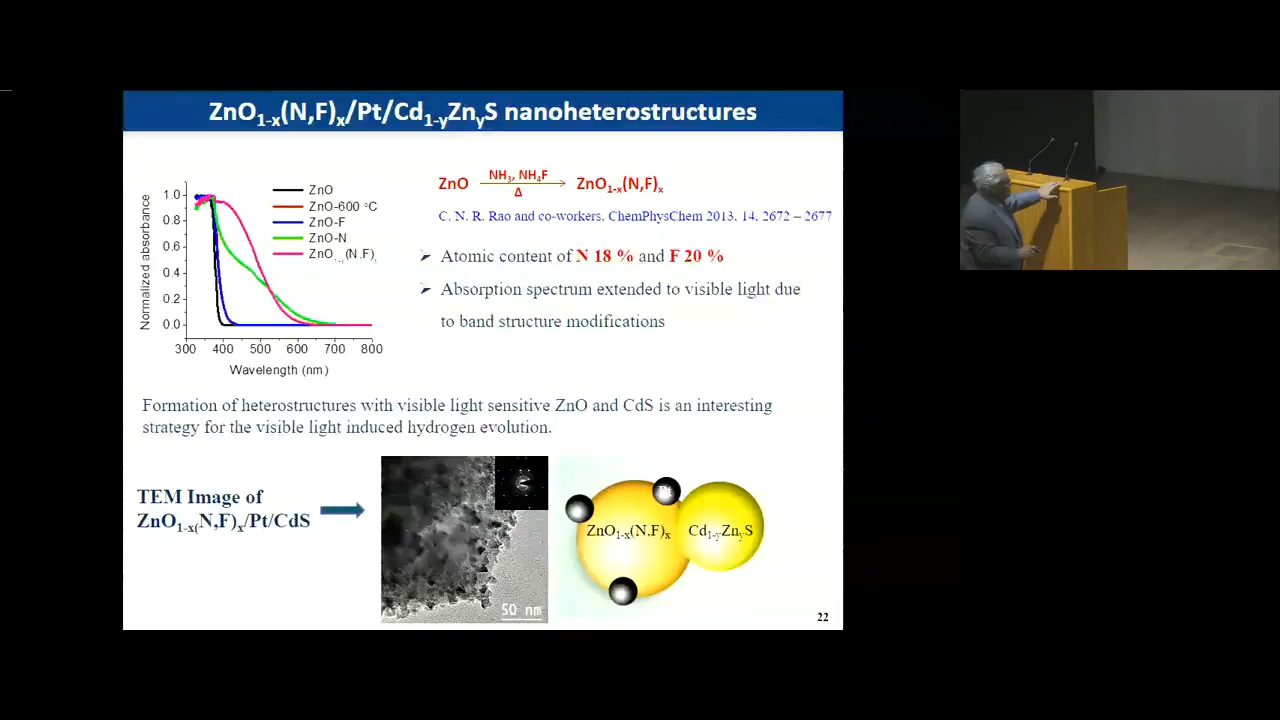 ZnO1-x(N,F)x/Pt/Cd1-yZnyS nanoheterostructures
Normalized absorbance
1.0
0.8
0.6
0.4
0.2
0.0
300 400 500 600 700 800
Wavelength (nm)
ZnO
ZnO-600 °C
ZnO-F
ZnO-N
ZnO1-x(N,F)x
ZnO NH3, NH4F Δ ZnO1-x(N,F)x
C. N. R. Rao and co-workers. ChemPhysChem 2013, 14, 2672 – 2677
Atomic content of N 18 % and F 20 %
Absorption spectrum extended to visible light due
to band structure modifications
Formation of heterostructures with visible light sensitive ZnO and CdS is an interesting
strategy for the visible light induced hydrogen evolution.
TEM Image of
ZnO1-x(N,F)x/Pt/CdS
50 nm
Pt
ZnO1-x(N,F)x
Cd1-yZnyS
22